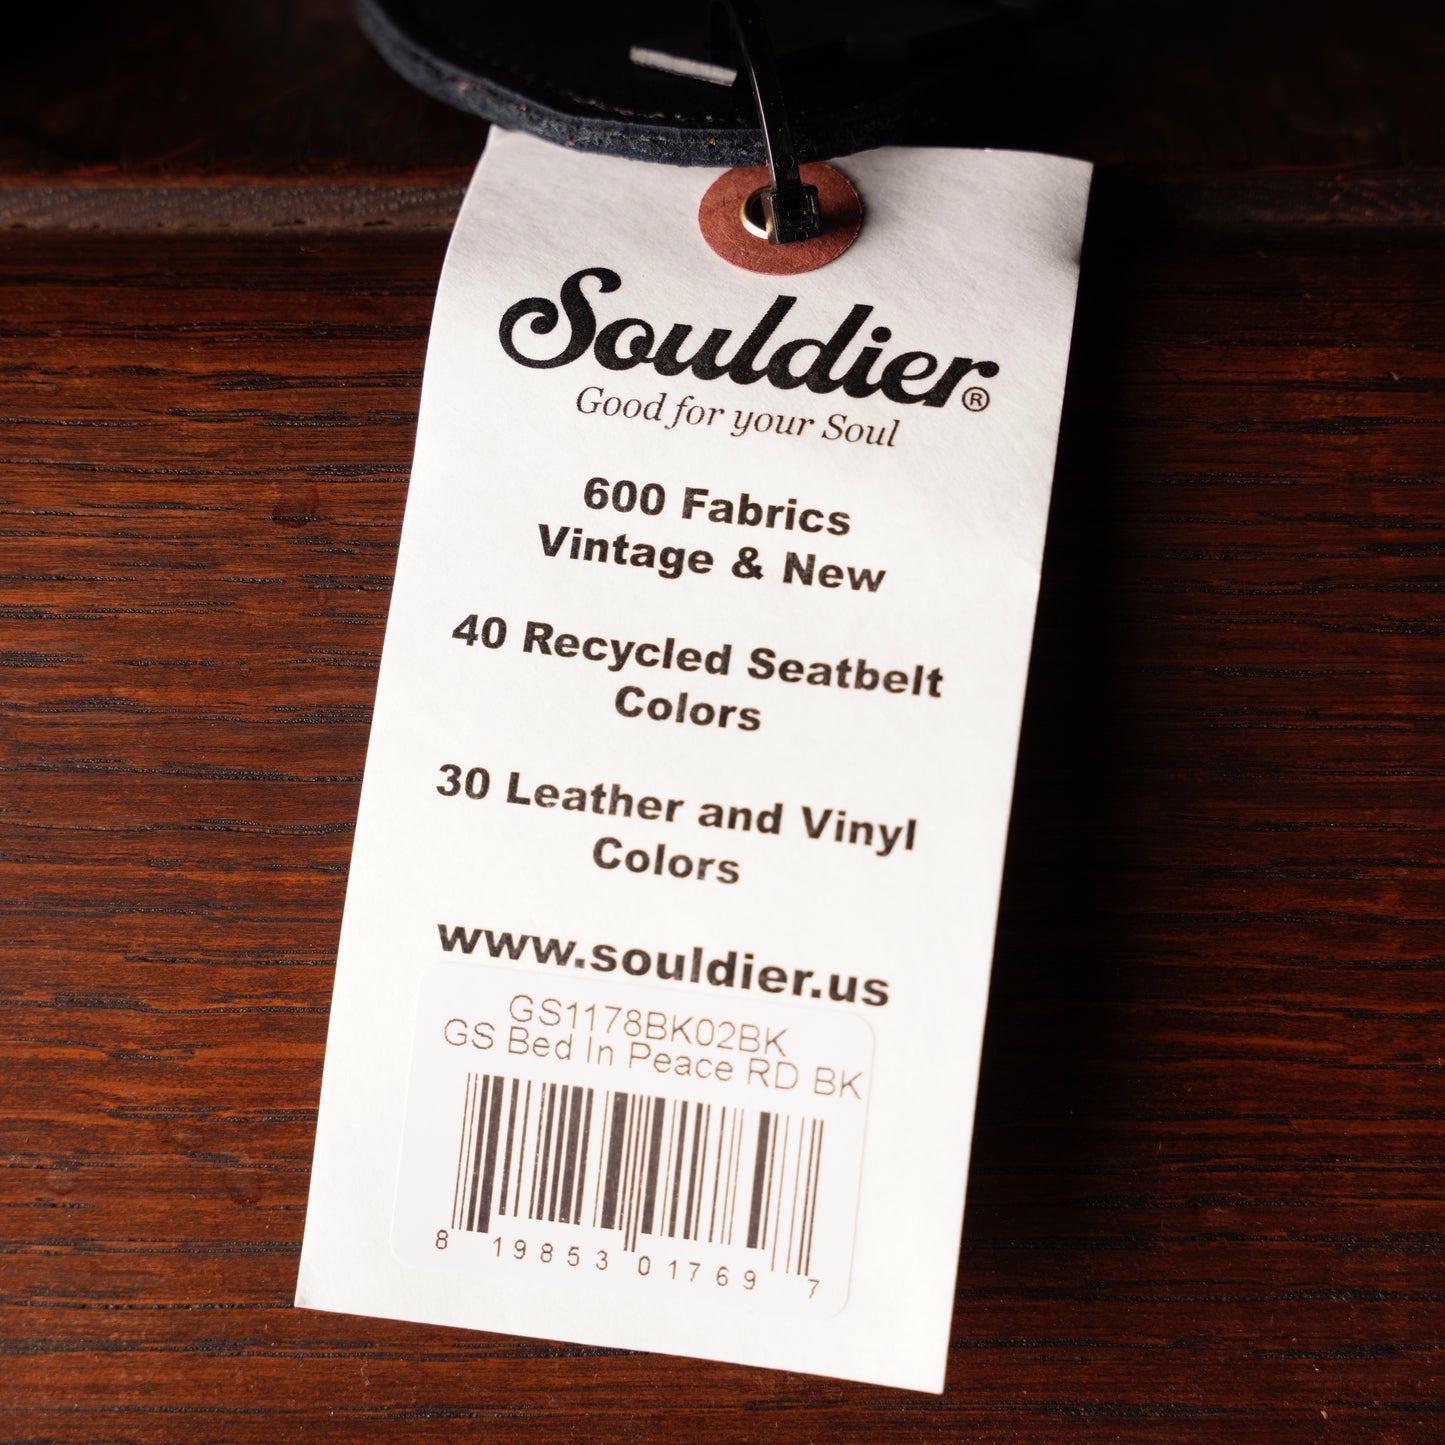 Souldier®
Good for your Soul
600 Fabrics
Vintage & New
40 Recycled Seatbelt
Colors
30 Leather and Vinyl
Colors
www.souldier.us
GS1178BK02BK
GS Bed In Peace RD BK
8 19853 01769 7